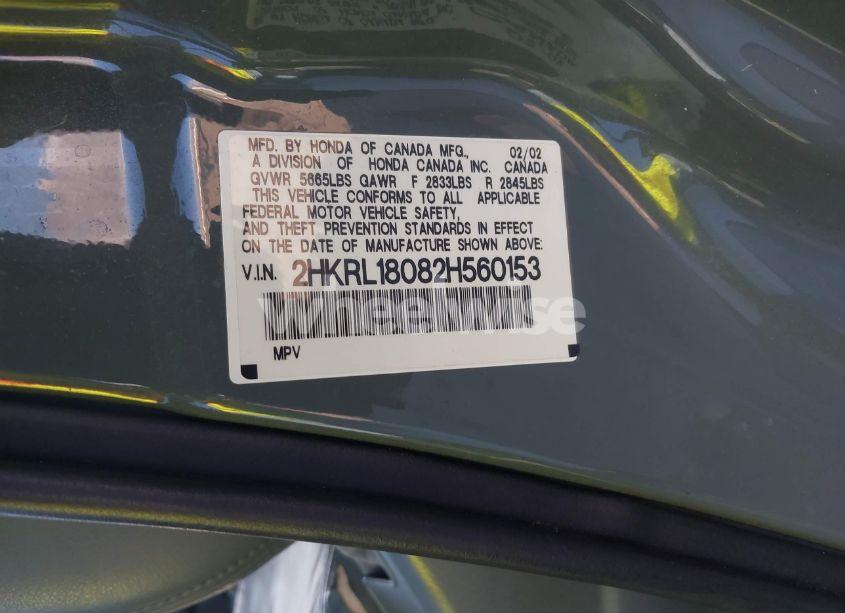 MFD. BY HONDA OF CANADA MFG., 02/02
A DIVISION OF HONDA CANADA INC. CANADA
GVWR 5665LBS GAWR F 2833LBS R 2845LBS
THIS VEHICLE CONFORMS TO ALL APPLICABLE
FEDERAL MOTOR VEHICLE SAFETY,
AND THEFT PREVENTION STANDARDS IN EFFECT
ON THE DATE OF MANUFACTURE SHOWN ABOVE:
V.I.N. 2HKRL18082H560153
WheelWise
MPV